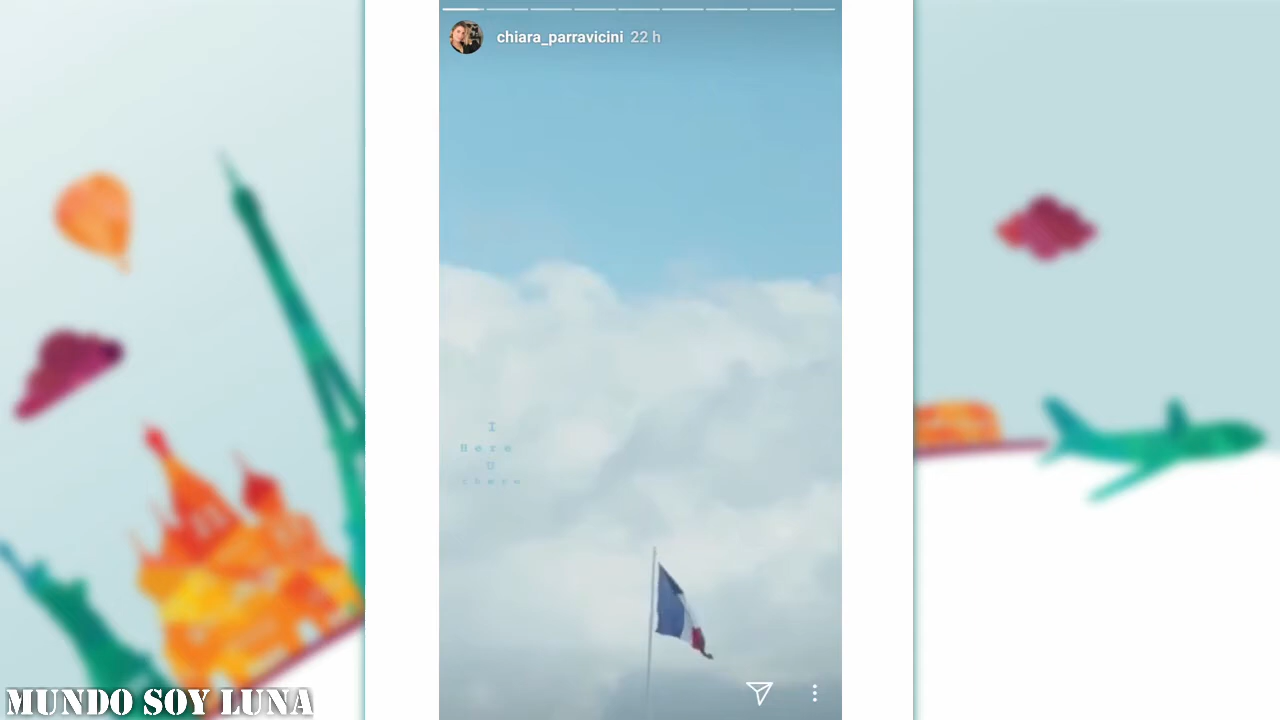 chiara_parravicini 22 h
I
Here
U
there
MUNDO SOY LUNA